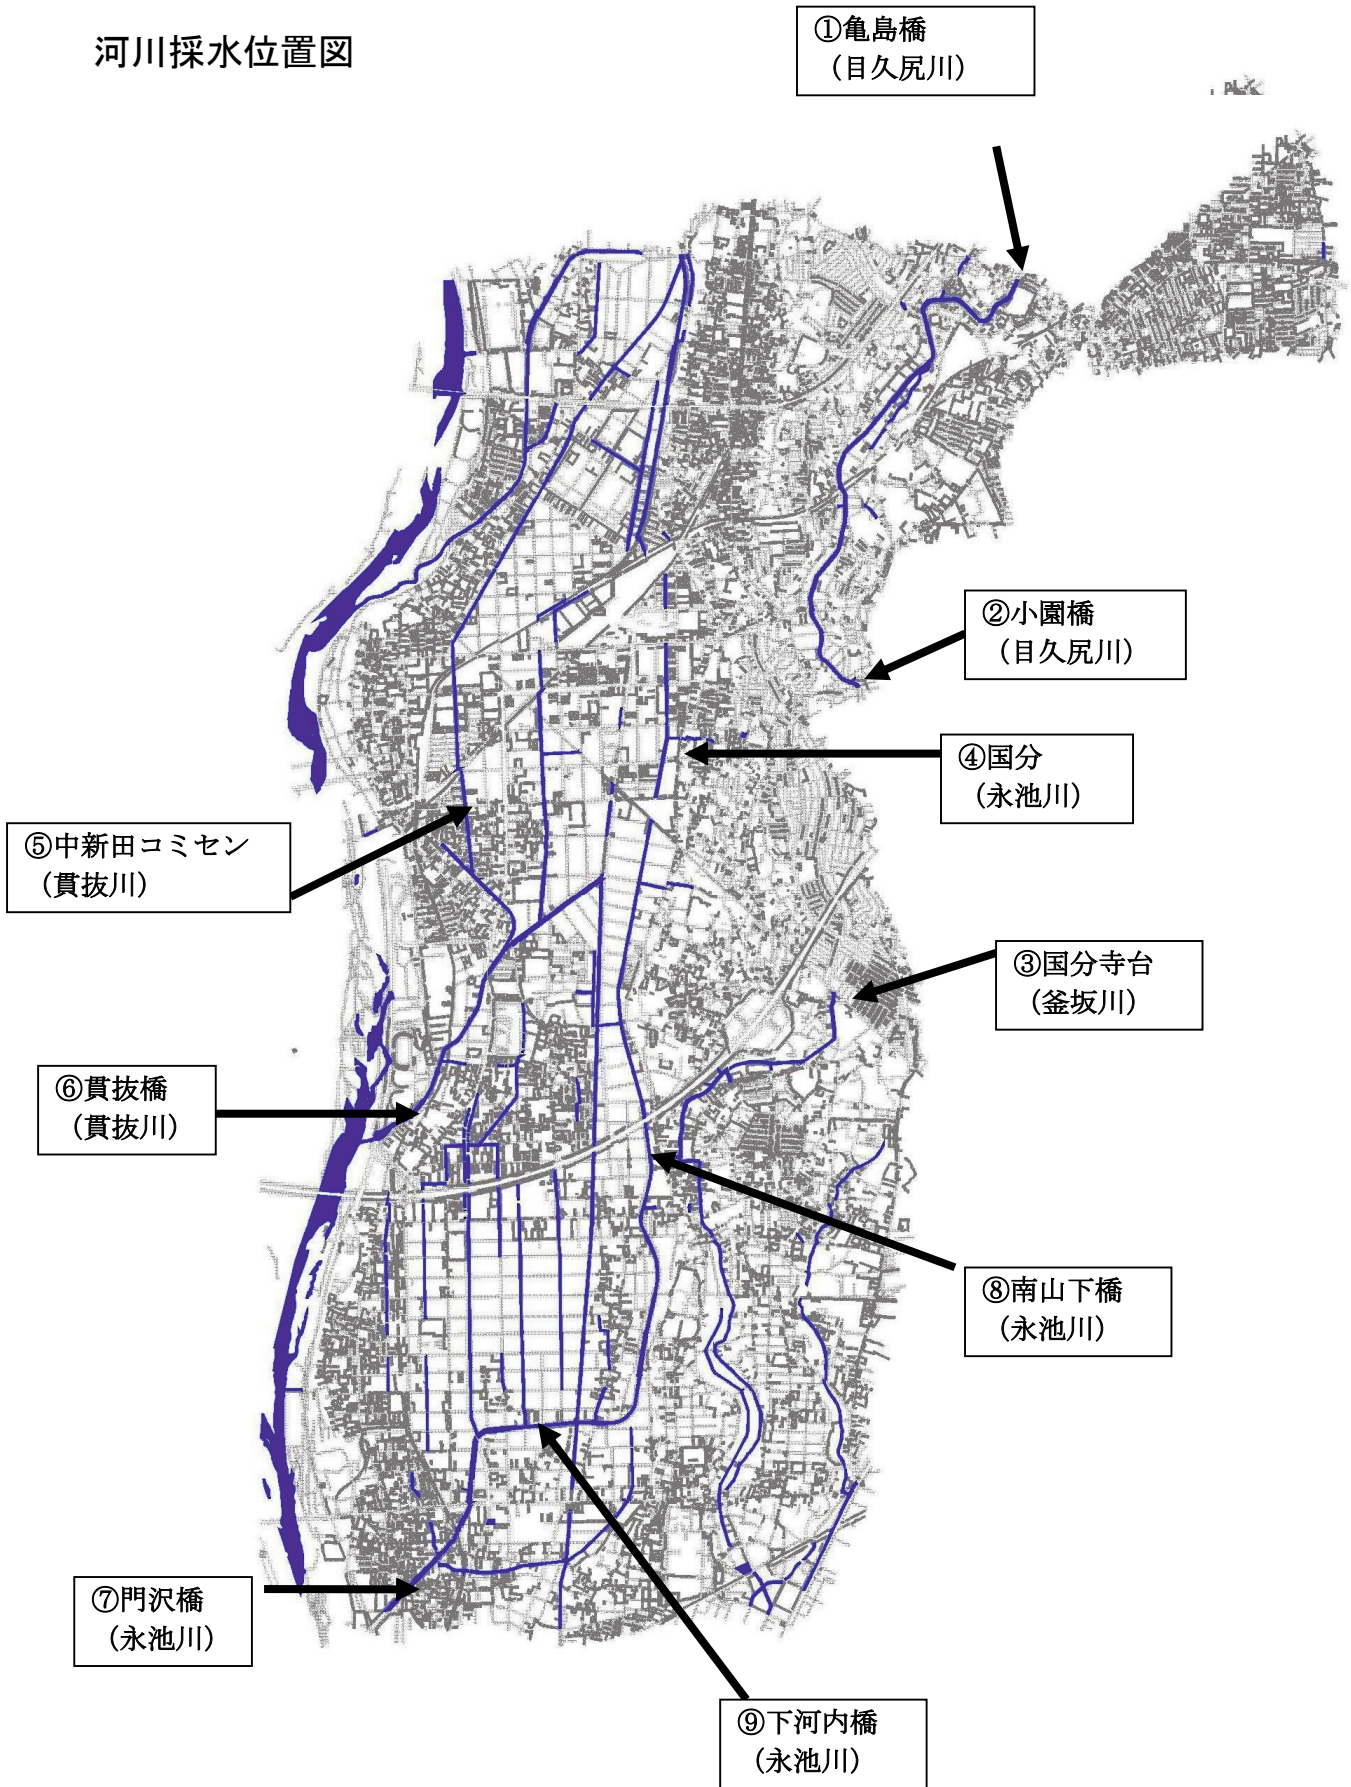 河川採水位置図
①亀島橋
（目久尻川）
②小園橋
（目久尻川）
④国分
（永池川）
⑤中新田コミセン
（貫抜川）
③国分寺台
（釜坂川）
⑥貫抜橋
（貫抜川）
⑧南山下橋
（永池川）
⑦門沢橋
（永池川）
⑨下河内橋
（永池川）